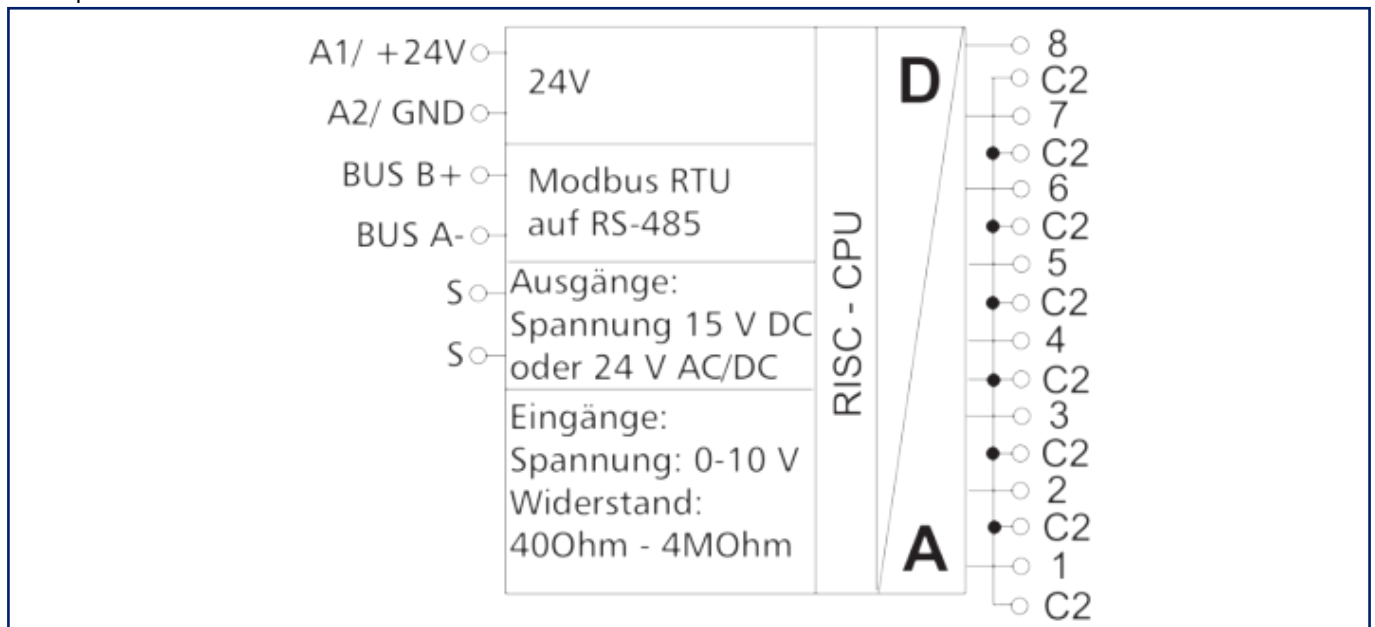 A1/ +24V
A2/ GND
BUS B+
BUS A-
S
S
24V
Modbus RTU
auf RS-485
Ausgänge:
Spannung 15 V DC
oder 24 V AC/DC
Eingänge:
Spannung: 0-10 V
Widerstand:
40Ohm - 4MOhm
RISC - CPU
D
A
8
C2
7
C2
6
C2
5
C2
4
C2
3
C2
2
C2
1
C2